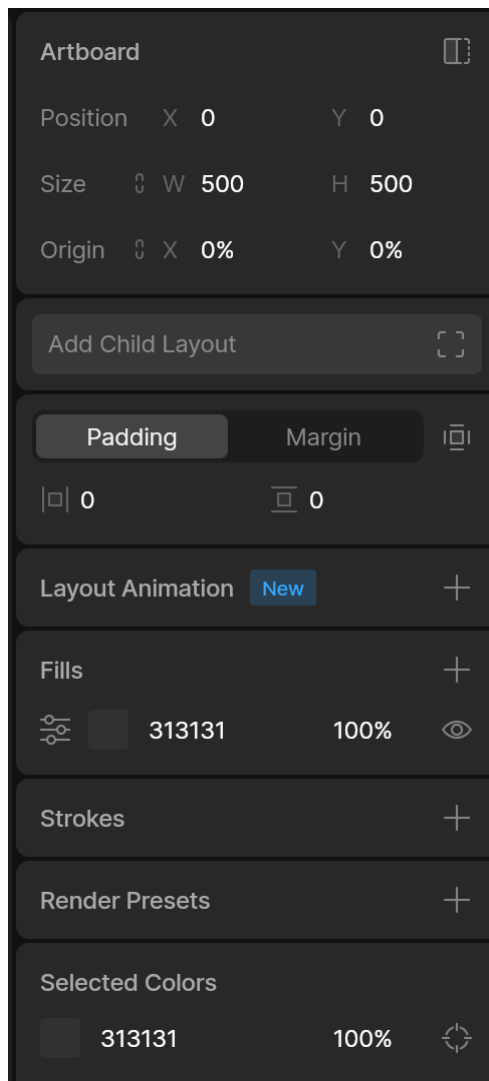 Artboard
Position X 0 Y 0
Size W 500 H 500
Origin X 0% Y 0%
Add Child Layout
Padding Margin
0 0
Layout Animation New
Fills
313131 100%
Strokes
Render Presets
Selected Colors
313131 100%